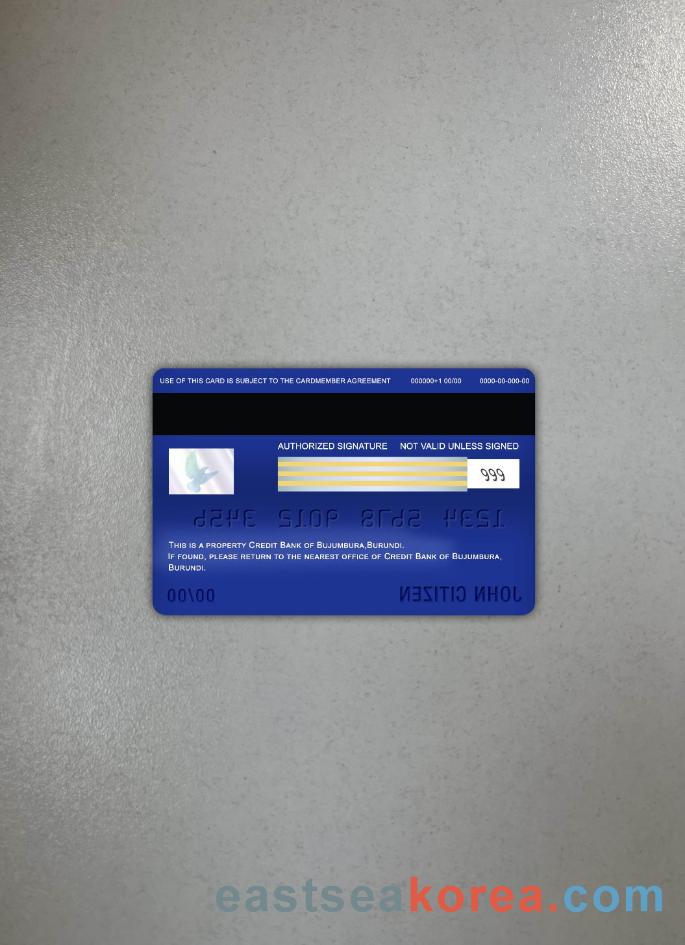 USE OF THIS CARD IS SUBJECT TO THE CARDMEMBER AGREEMENT 000000+1 00/00 0000-00-000-00
AUTHORIZED SIGNATURE NOT VALID UNLESS SIGNED
999
1234 5678 9012 3456
THIS IS A PROPERTY CREDIT BANK OF BUJUMBURA,BURUNDI.
IF FOUND, PLEASE RETURN TO THE NEAREST OFFICE OF CREDIT BANK OF BUJUMBURA,
BURUNDI.
00/00 JOHN CITIZEN
eastseakorea.com